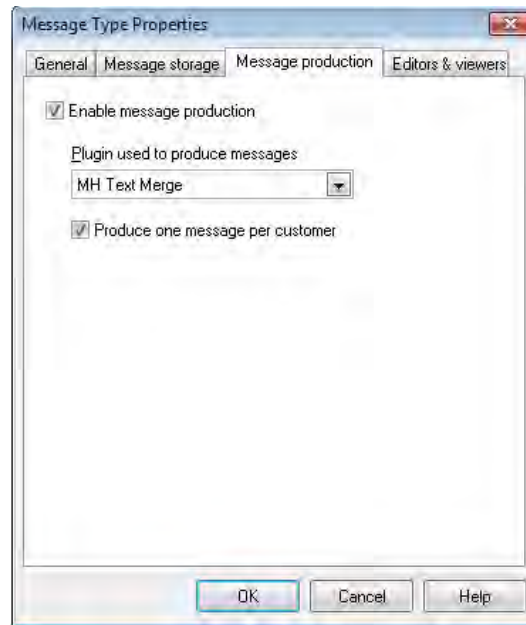 Message Type Properties
General Message storage Message production Editors & viewers
Enable message production
Plugin used to produce messages
MH Text Merge
Produce one message per customer
OK Cancel Help